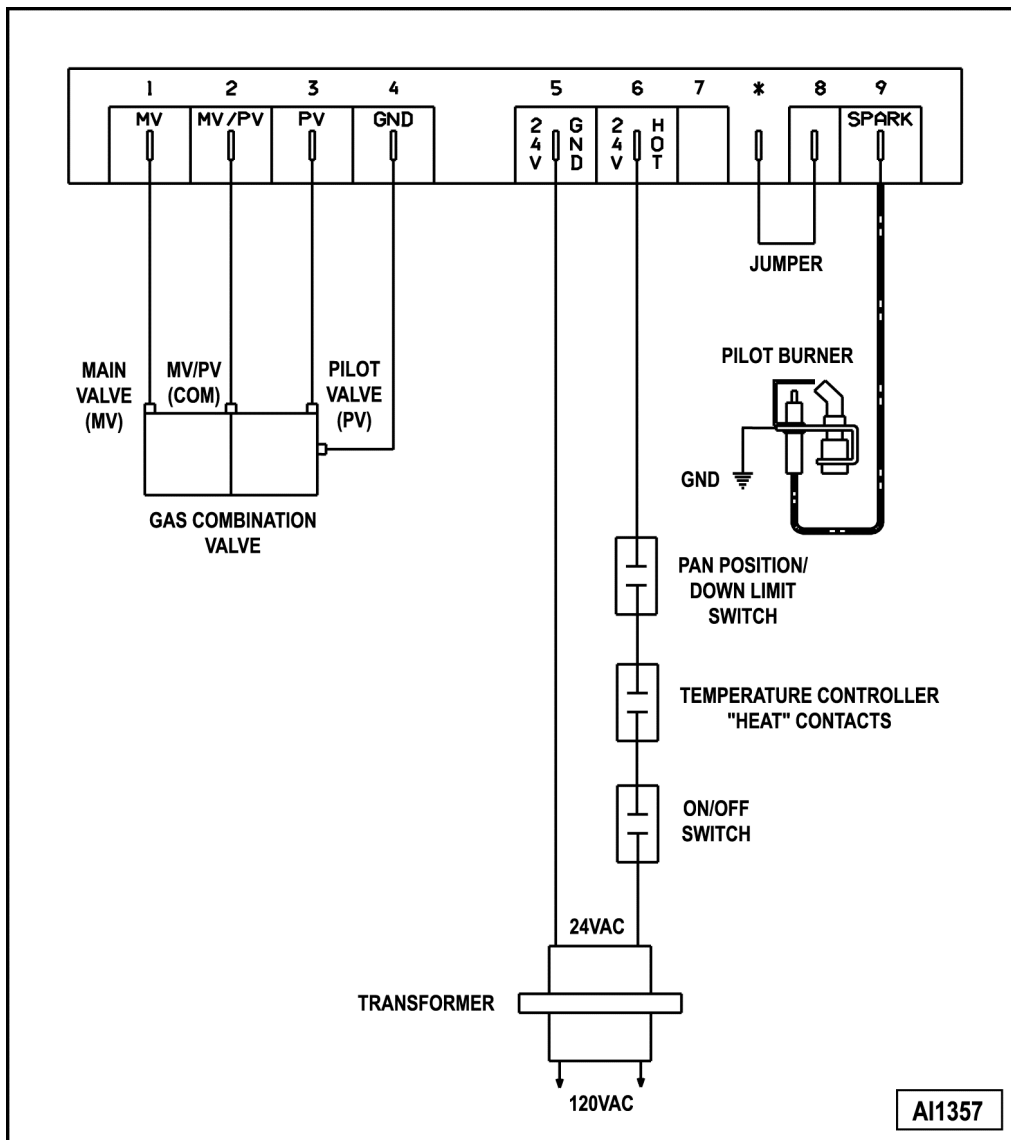 1 2 3 4 5 6 7 * 8 9
MV MV/PV PV GND 24V GND 24V HOT SPARK
JUMPER
MAIN
VALVE
(MV)
MV/PV
(COM)
PILOT
VALVE
(PV)
GAS COMBINATION
VALVE
PILOT BURNER
GND
PAN POSITION/
DOWN LIMIT
SWITCH
TEMPERATURE CONTROLLER
"HEAT" CONTACTS
ON/OFF
SWITCH
24VAC
TRANSFORMER
120VAC
AI1357